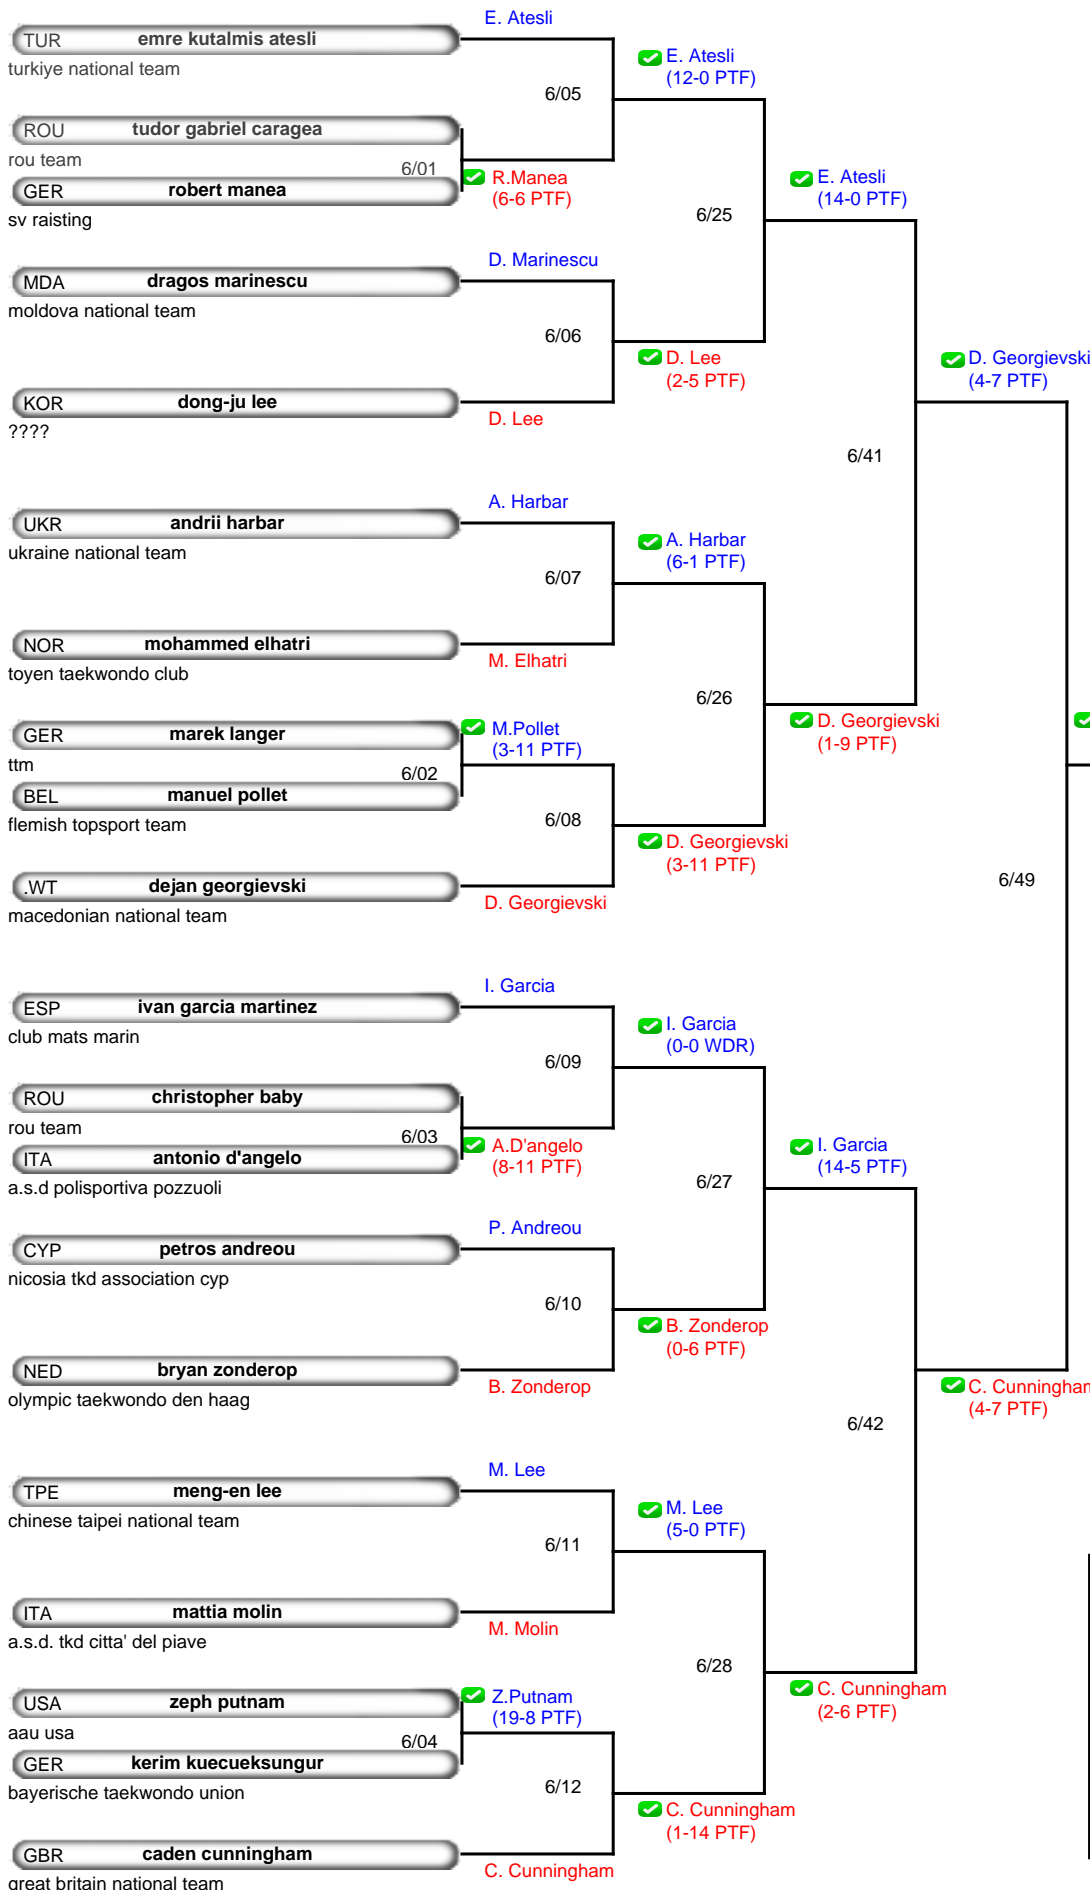 E. Atesli
TUR emre kutalmis atesli
turkiye national team
E. Atesli
(12-0 PTF)
6/05
ROU tudor gabriel caragea
rou team
6/01
R.Manea
(6-6 PTF)
GER robert manea
sv raisting
E. Atesli
(14-0 PTF)
6/25
D. Marinescu
MDA dragos marinescu
moldova national team
6/06
D. Lee
(2-5 PTF)
KOR dong-ju lee
????
D. Lee
D. Georgievski
(4-7 PTF)
6/41
A. Harbar
UKR andrii harbar
ukraine national team
A. Harbar
(6-1 PTF)
6/07
NOR mohammed elhatri
toyen taekwondo club
M. Elhatri
6/26
D. Georgievski
(1-9 PTF)
GER marek langer
ttm
M.Pollet
(3-11 PTF)
6/02
BEL manuel pollet
flemish topsport team
6/08
D. Georgievski
(3-11 PTF)
.WT dejan georgievski
macedonian national team
D. Georgievski
6/49
I. Garcia
ESP ivan garcia martinez
club mats marin
I. Garcia
(0-0 WDR)
6/09
ROU christopher baby
rou team
6/03
A.D'angelo
(8-11 PTF)
ITA antonio d'angelo
a.s.d polisportiva pozzuoli
I. Garcia
(14-5 PTF)
6/27
P. Andreou
CYP petros andreou
nicosia tkd association cyp
6/10
B. Zonderop
(0-6 PTF)
NED bryan zonderop
olympic taekwondo den haag
B. Zonderop
C. Cunningham
(4-7 PTF)
6/42
M. Lee
TPE meng-en lee
chinese taipei national team
M. Lee
(5-0 PTF)
6/11
ITA mattia molin
a.s.d. tkd citta' del piave
M. Molin
6/28
C. Cunningham
(2-6 PTF)
USA zeph putnam
aau usa
Z.Putnam
(19-8 PTF)
6/04
GER kerim kuecueksungur
bayerische taekwondo union
6/12
C. Cunningham
(1-14 PTF)
GBR caden cunningham
great britain national team
C. Cunningham